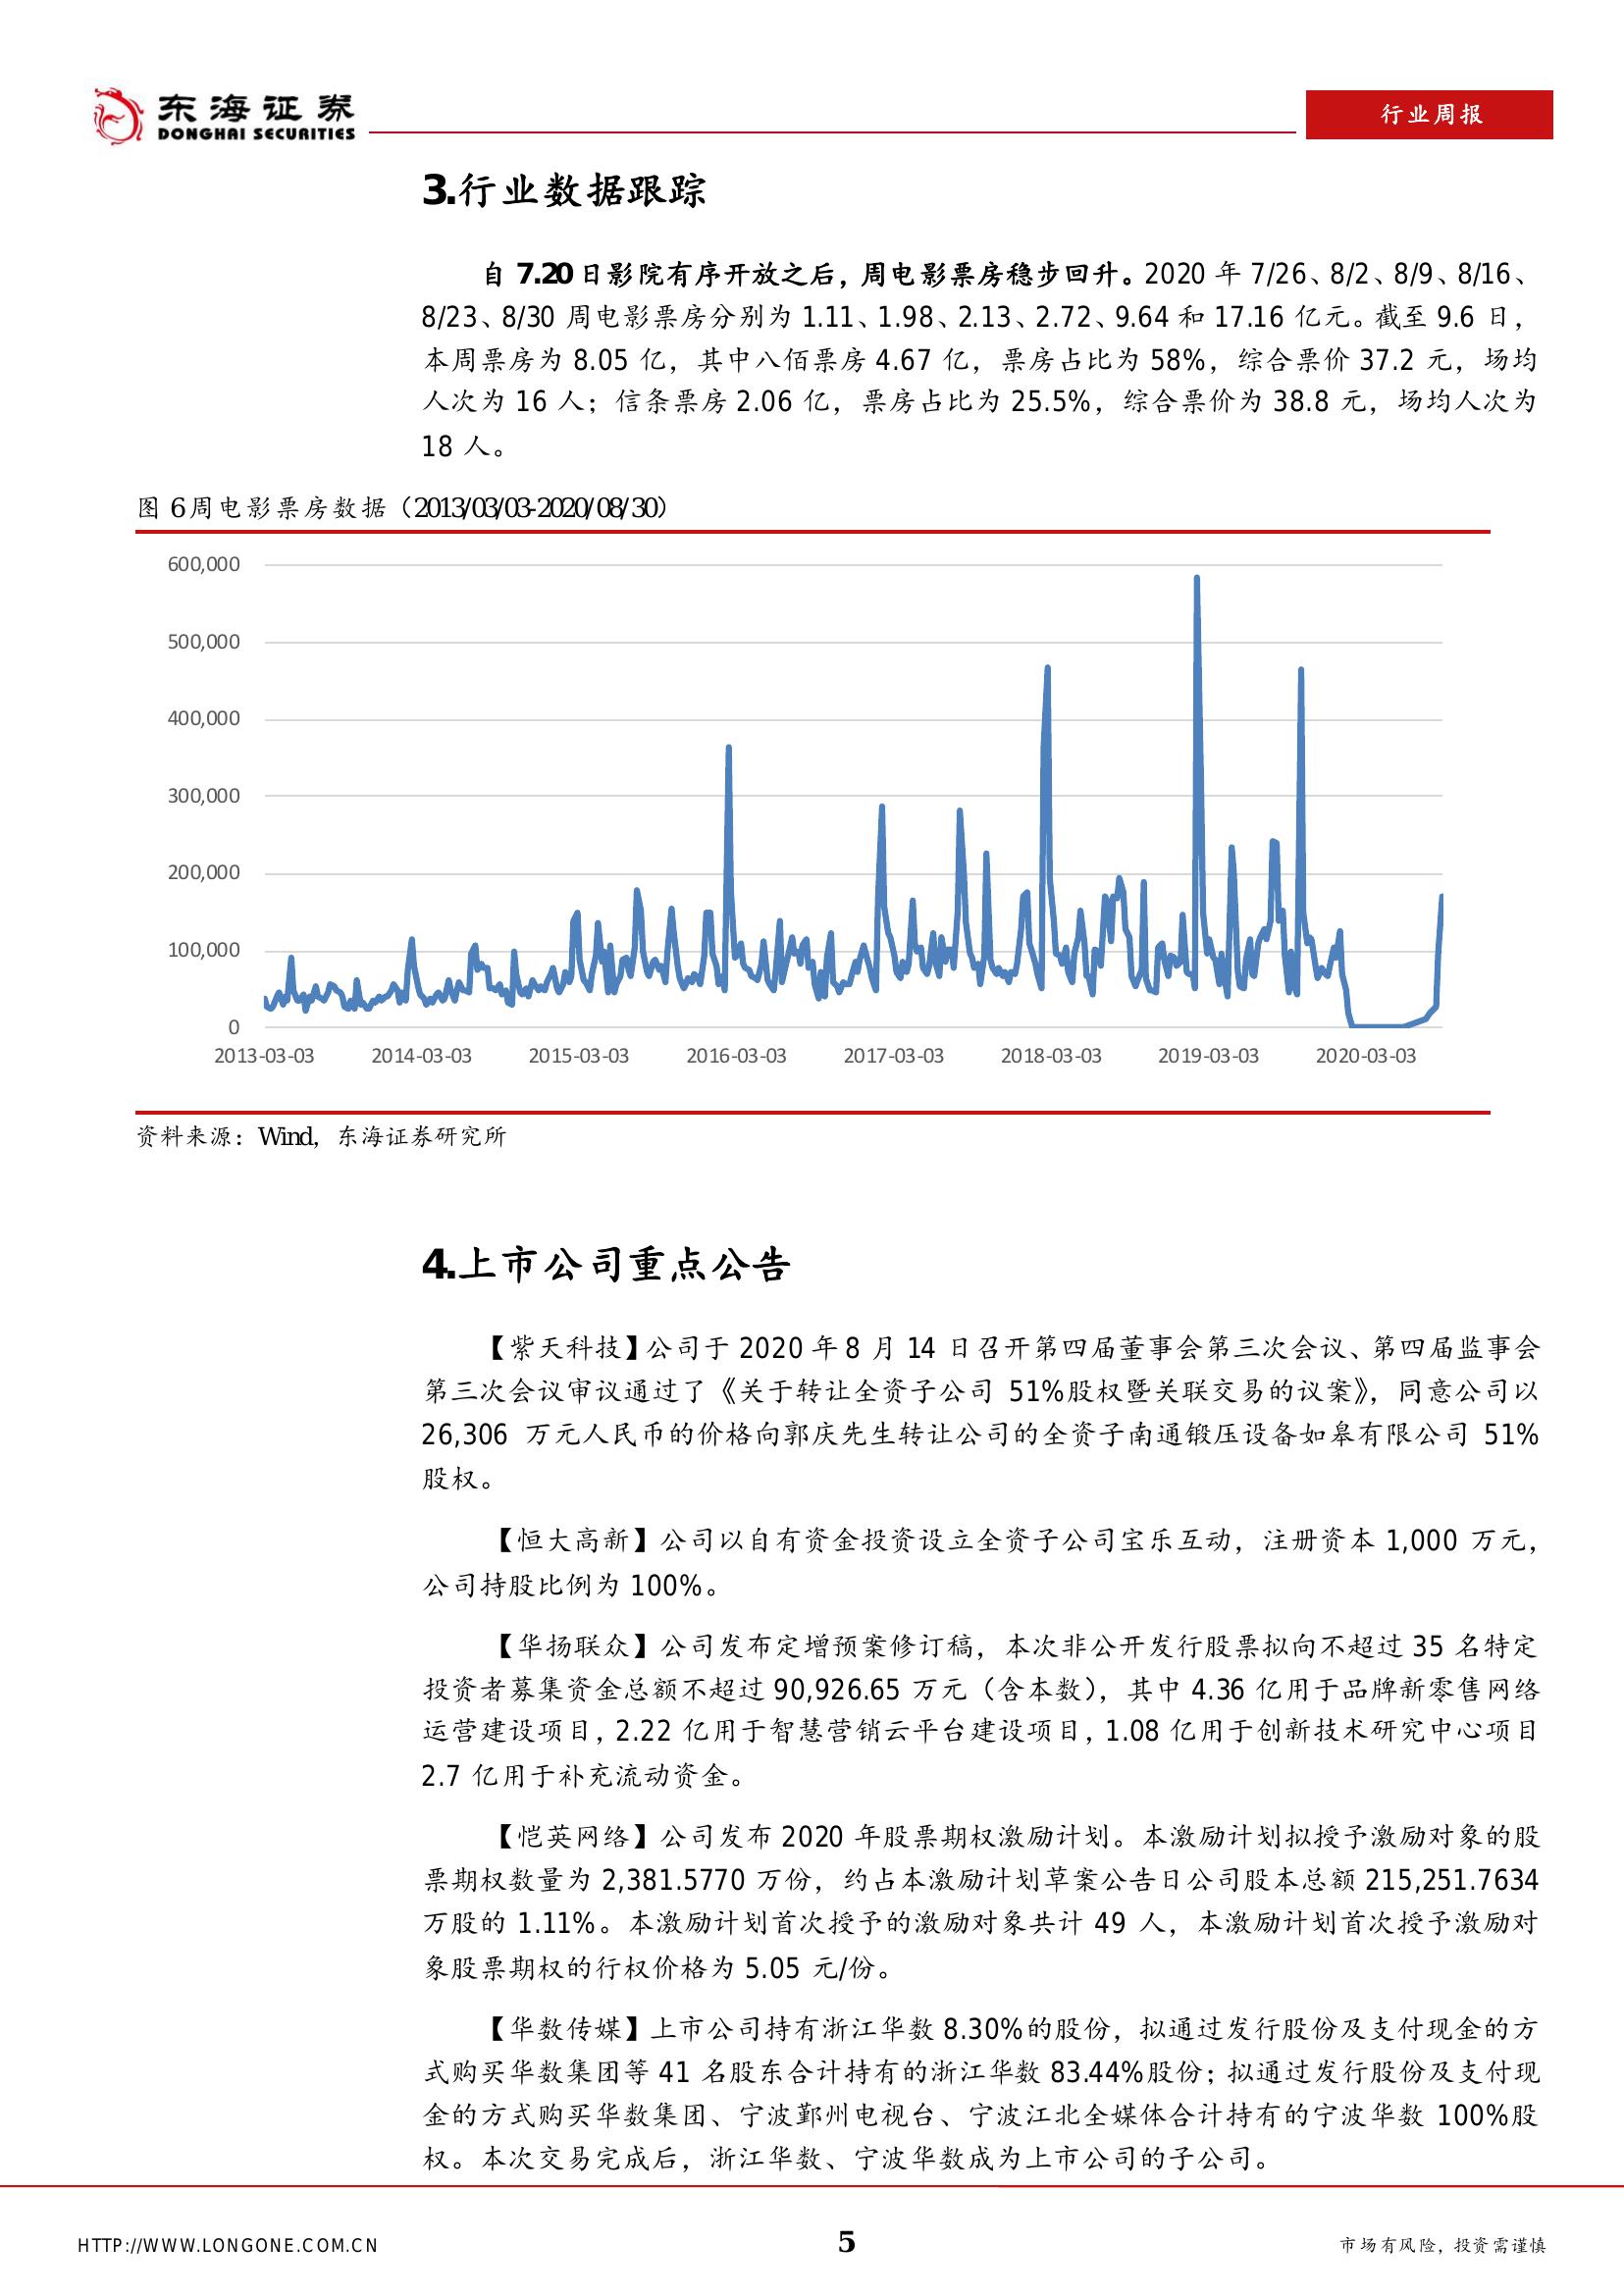 东海证券
DONGHAI SECURITIES
行业周报
3.行业数据跟踪
自 7.20 日影院有序开放之后，周电影票房稳步回升。2020 年 7/26、8/2、8/9、8/16、
8/23、8/30 周电影票房分别为 1.11、1.98、2.13、2.72、9.64 和 17.16 亿元。截至 9.6 日，
本周票房为 8.05 亿，其中八佰票房 4.67 亿，票房占比为 58%，综合票价 37.2 元，场均
人次为 16 人；信条票房 2.06 亿，票房占比为 25.5%，综合票价为 38.8 元，场均人次为
18 人。
图 6 周电影票房数据（2013/03/03-2020/08/30）
600,000
500,000
400,000
300,000
200,000
100,000
0
2013-03-03 2014-03-03 2015-03-03 2016-03-03 2017-03-03 2018-03-03 2019-03-03 2020-03-03
资料来源：Wind，东海证券研究所
4.上市公司重点公告
【紫天科技】公司于 2020 年 8 月 14 日召开第四届董事会第三次会议、第四届监事会
第三次会议审议通过了《关于转让全资子公司 51%股权暨关联交易的议案》，同意公司以
26,306 万元人民币的价格向郭庆先生转让公司的全资子南通锻压设备如皋有限公司 51%
股权。
【恒大高新】公司以自有资金投资设立全资子公司宝乐互动，注册资本 1,000 万元，
公司持股比例为 100%。
【华扬联众】公司发布定增预案修订稿，本次非公开发行股票拟向不超过 35 名特定
投资者募集资金总额不超过 90,926.65 万元（含本数），其中 4.36 亿用于品牌新零售网络
运营建设项目，2.22 亿用于智慧营销云平台建设项目，1.08 亿用于创新技术研究中心项目
2.7 亿用于补充流动资金。
【恺英网络】公司发布 2020 年股票期权激励计划。本激励计划拟授予激励对象的股
票期权数量为 2,381.5770 万份，约占本激励计划草案公告日公司股本总额 215,251.7634
万股的 1.11%。本激励计划首次授予的激励对象共计 49 人，本激励计划首次授予激励对
象股票期权的行权价格为 5.05 元/份。
【华数传媒】上市公司持有浙江华数 8.30%的股份，拟通过发行股份及支付现金的方
式购买华数集团等 41 名股东合计持有的浙江华数 83.44%股份；拟通过发行股份及支付现
金的方式购买华数集团、宁波鄞州电视台、宁波江北全媒体合计持有的宁波华数 100%股
权。本次交易完成后，浙江华数、宁波华数成为上市公司的子公司。
HTTP://WWW.LONGONE.COM.CN
5
市场有风险，投资需谨慎